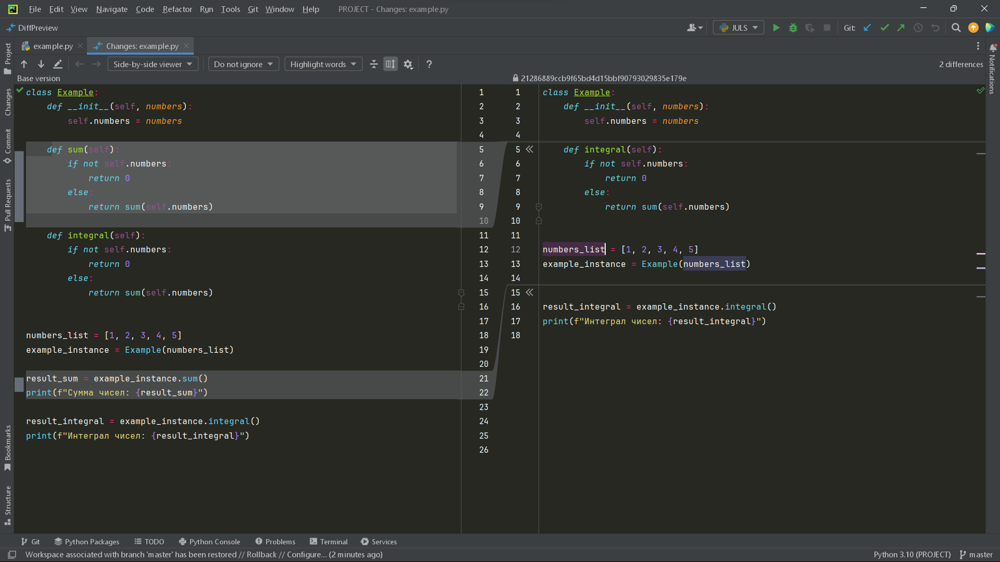 PC File Edit View Navigate Code Refactor Run Tools Git Window Help PROJECT - Changes: example.py
DiffPreview JULS Git:
example.py Changes: example.py
Side-by-side viewer Do not ignore Highlight words ? 2 differences
Base version 21286889ccb9f65bd4d15bbf90793029835e179e
Project
Changes
Commit
Pull Requests
Bookmarks
Structure
class Example:
def __init__(self, numbers):
self.numbers = numbers
def sum(self):
if not self.numbers:
return 0
else:
return sum(self.numbers)
def integral(self):
if not self.numbers:
return 0
else:
return sum(self.numbers)
numbers_list = [1, 2, 3, 4, 5]
example_instance = Example(numbers_list)
result_sum = example_instance.sum()
print(f"Сумма чисел: {result_sum}")
result_integral = example_instance.integral()
print(f"Интеграл чисел: {result_integral}")
1 1
2 2
3 3
4 4
5 5
6 6
7 7
8 8
9 9
10 10
11 11
12 12
13 13
14 14
15 15
16 16
17 17
18 18
19
20
21
22
23
24
25
26
class Example:
def __init__(self, numbers):
self.numbers = numbers
def integral(self):
if not self.numbers:
return 0
else:
return sum(self.numbers)
numbers_list = [1, 2, 3, 4, 5]
example_instance = Example(numbers_list)
result_integral = example_instance.integral()
print(f"Интеграл чисел: {result_integral}")
Notifications
Git Python Packages TODO Python Console Problems Terminal Services
Workspace associated with branch 'master' has been restored // Rollback // Configure... (2 minutes ago) Python 3.10 (PROJECT) master